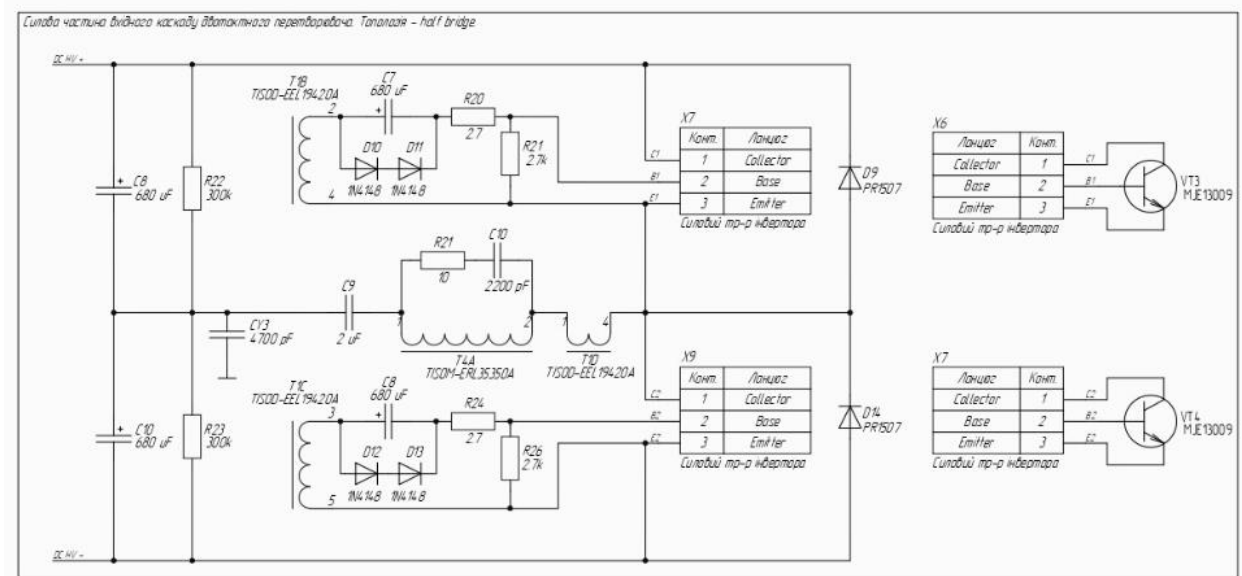 Силова частина вхідного каскаду двотактного перетворювача. Топологія – half bridge.
DC HV +
T1B
TISOD-EEL19420A
2
4
C7
680 uF
+
D10
D11
1N4148
1N4148
R20
2.7
R21
2.7k
C8
680 uF
+
R22
300k
X7
Конт.
Ланцюг
C1
1
Collector
B1
2
Base
E1
3
Emitter
Силовий тр-р інвертора
D9
PR1507
X6
Ланцюг
Конт.
Collector
1
C1
Base
2
B1
Emitter
3
E1
Силовий тр-р інвертора
VT3
MJE13009
R21
10
C10
2200 pF
C9
2 uF
1
2
T4A
TISOM-ERL35350A
1
4
T1D
TISOD-EEL19420A
CY3
4700 pF
T1C
TISOD-EEL19420A
3
5
C8
680 uF
+
D12
D13
1N4148
1N4148
R24
2.7
R26
2.7k
C10
680 uF
+
R23
300k
X9
Конт.
Ланцюг
C2
1
Collector
B2
2
Base
E2
3
Emitter
Силовий тр-р інвертора
D14
PR1507
X7
Ланцюг
Конт.
Collector
1
C2
Base
2
B2
Emitter
3
E2
Силовий тр-р інвертора
VT4
MJE13009
DC HV –